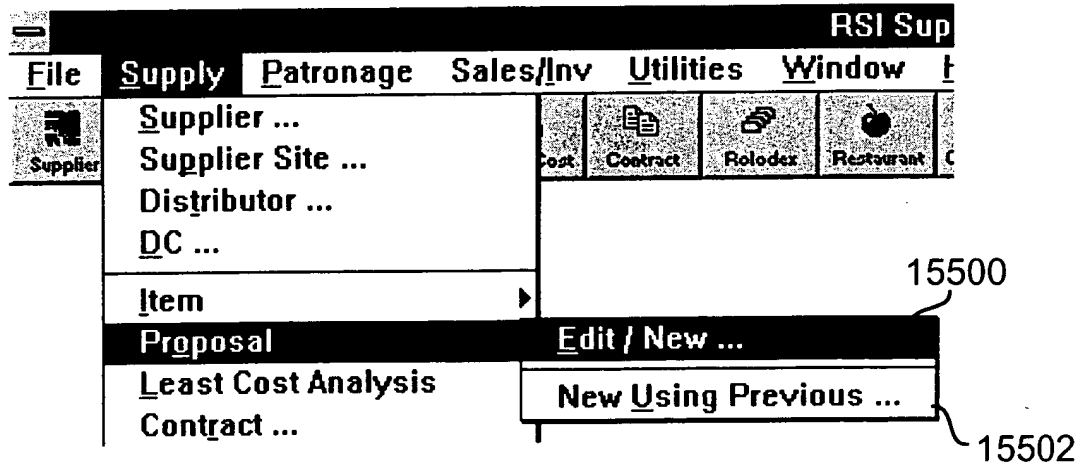 RSI Sup
File Supply Patronage Sales/Inv Utilities Window H
Supplier Cost Contract Rolodex Restaurant
Supplier ...
Supplier Site ...
Distributor ...
DC ...
Item
Proposal
Least Cost Analysis
Contract ...
15500
Edit / New ...
New Using Previous ...
15502